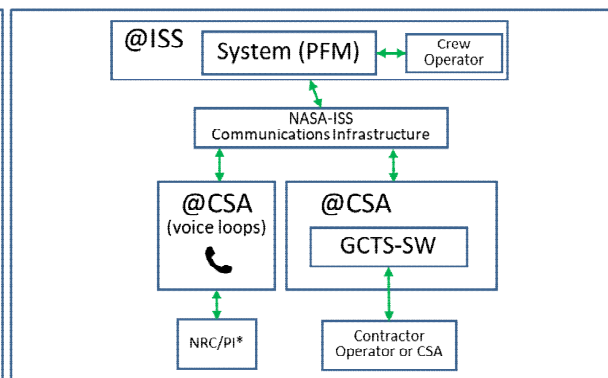 @ISS
System (PFM)
Crew
Operator
NASA-ISS
Communications Infrastructure
@CSA
(voice loops)
@CSA
GCTS-SW
NRC/PI*
Contractor
Operator or CSA